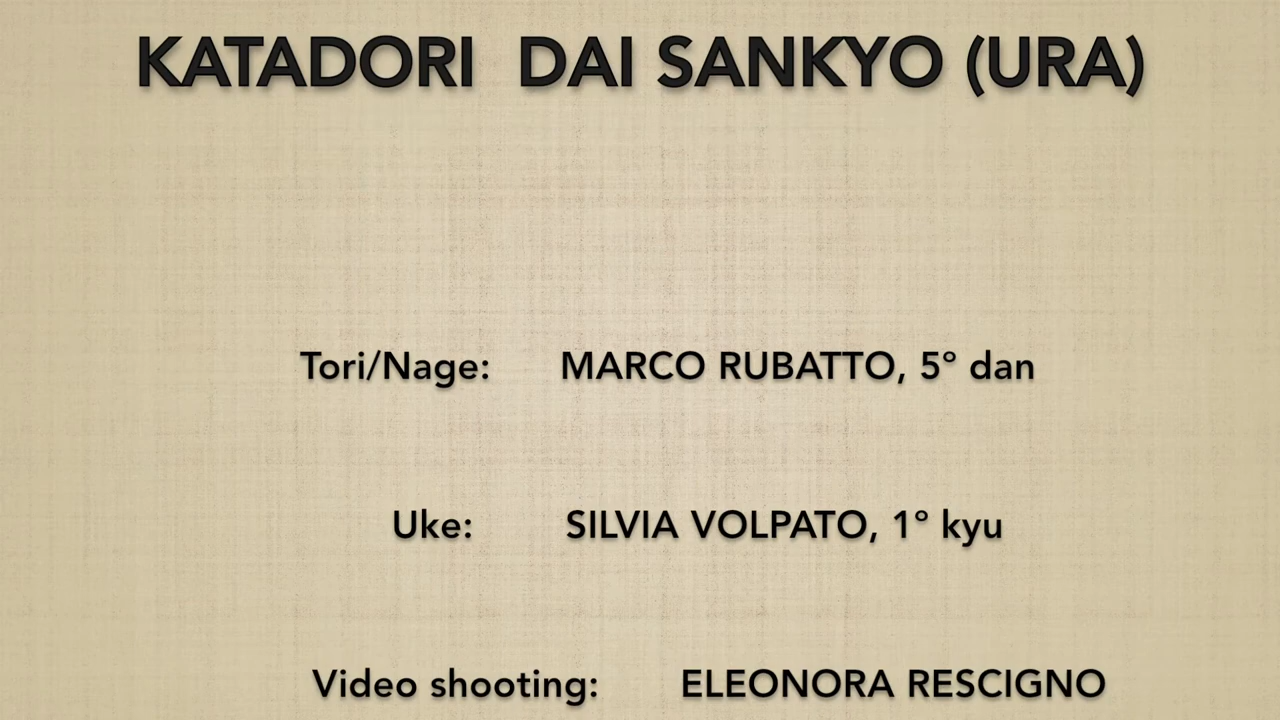 KATADORI DAI SANKYO (URA)
Tori/Nage: MARCO RUBATTO, 5° dan
Uke: SILVIA VOLPATO, 1° kyu
Video shooting: ELEONORA RESCIGNO